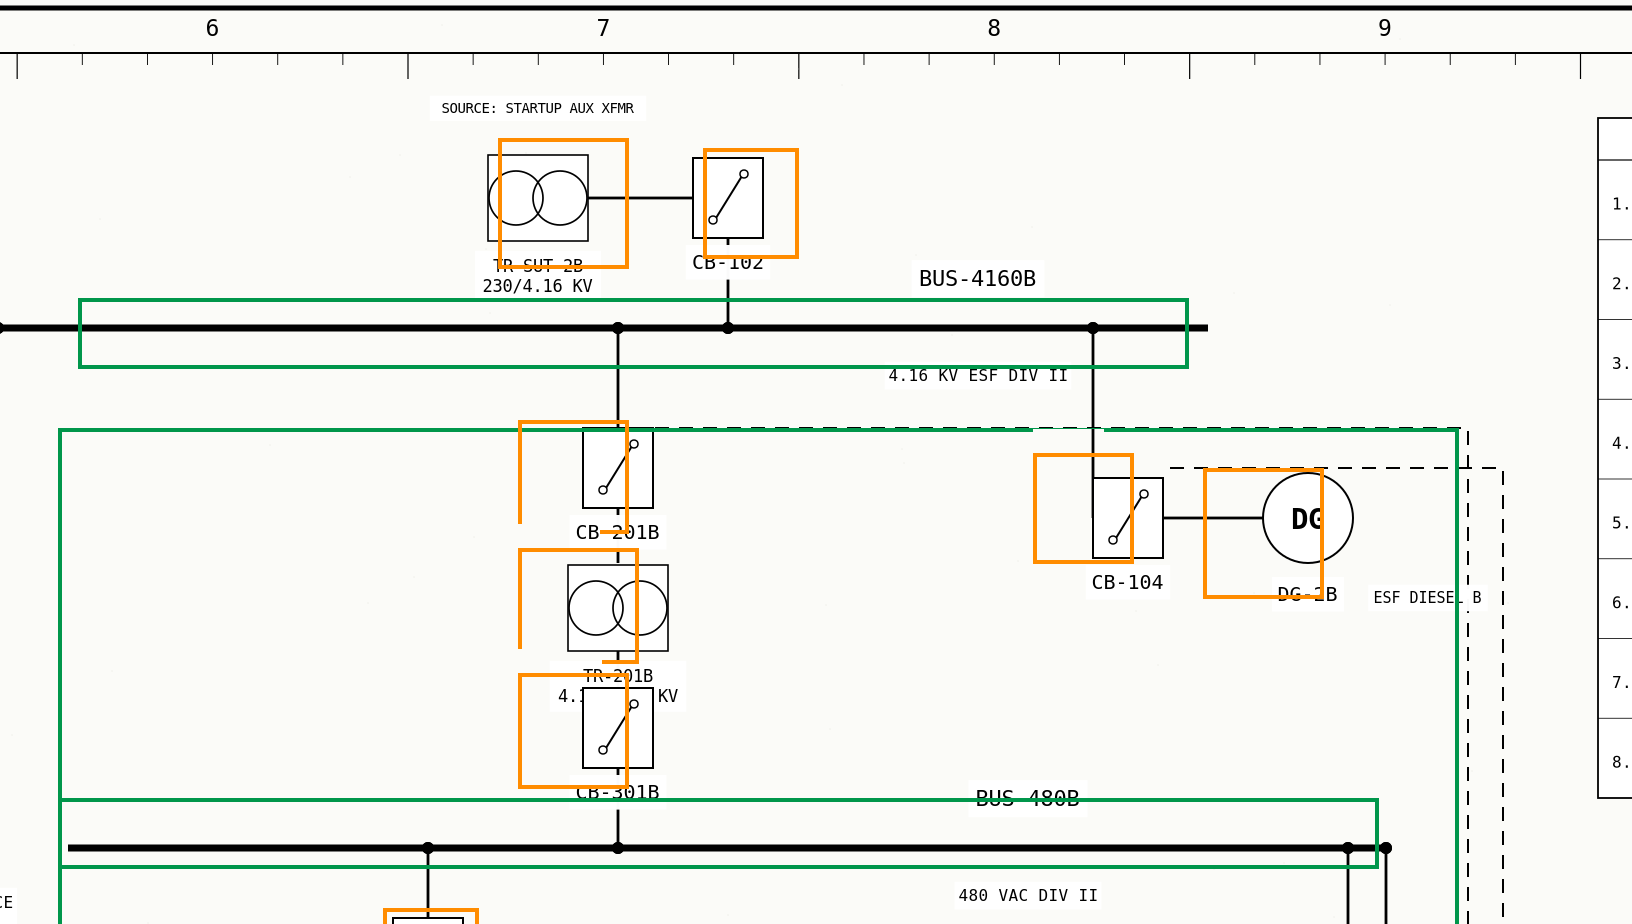 6 7 8 9
SOURCE: STARTUP AUX XFMR
TR-SUT-2B
230/4.16 KV
CB-102
BUS-4160B
4.16 KV ESF DIV II
CB-201B
DG
CB-104
DG-2B
ESF DIESEL B
TR-201B
KV
CB-301B
BUS-480B
480 VAC DIV II
CE
1.
2.
3.
4.
5.
6.
7.
8.